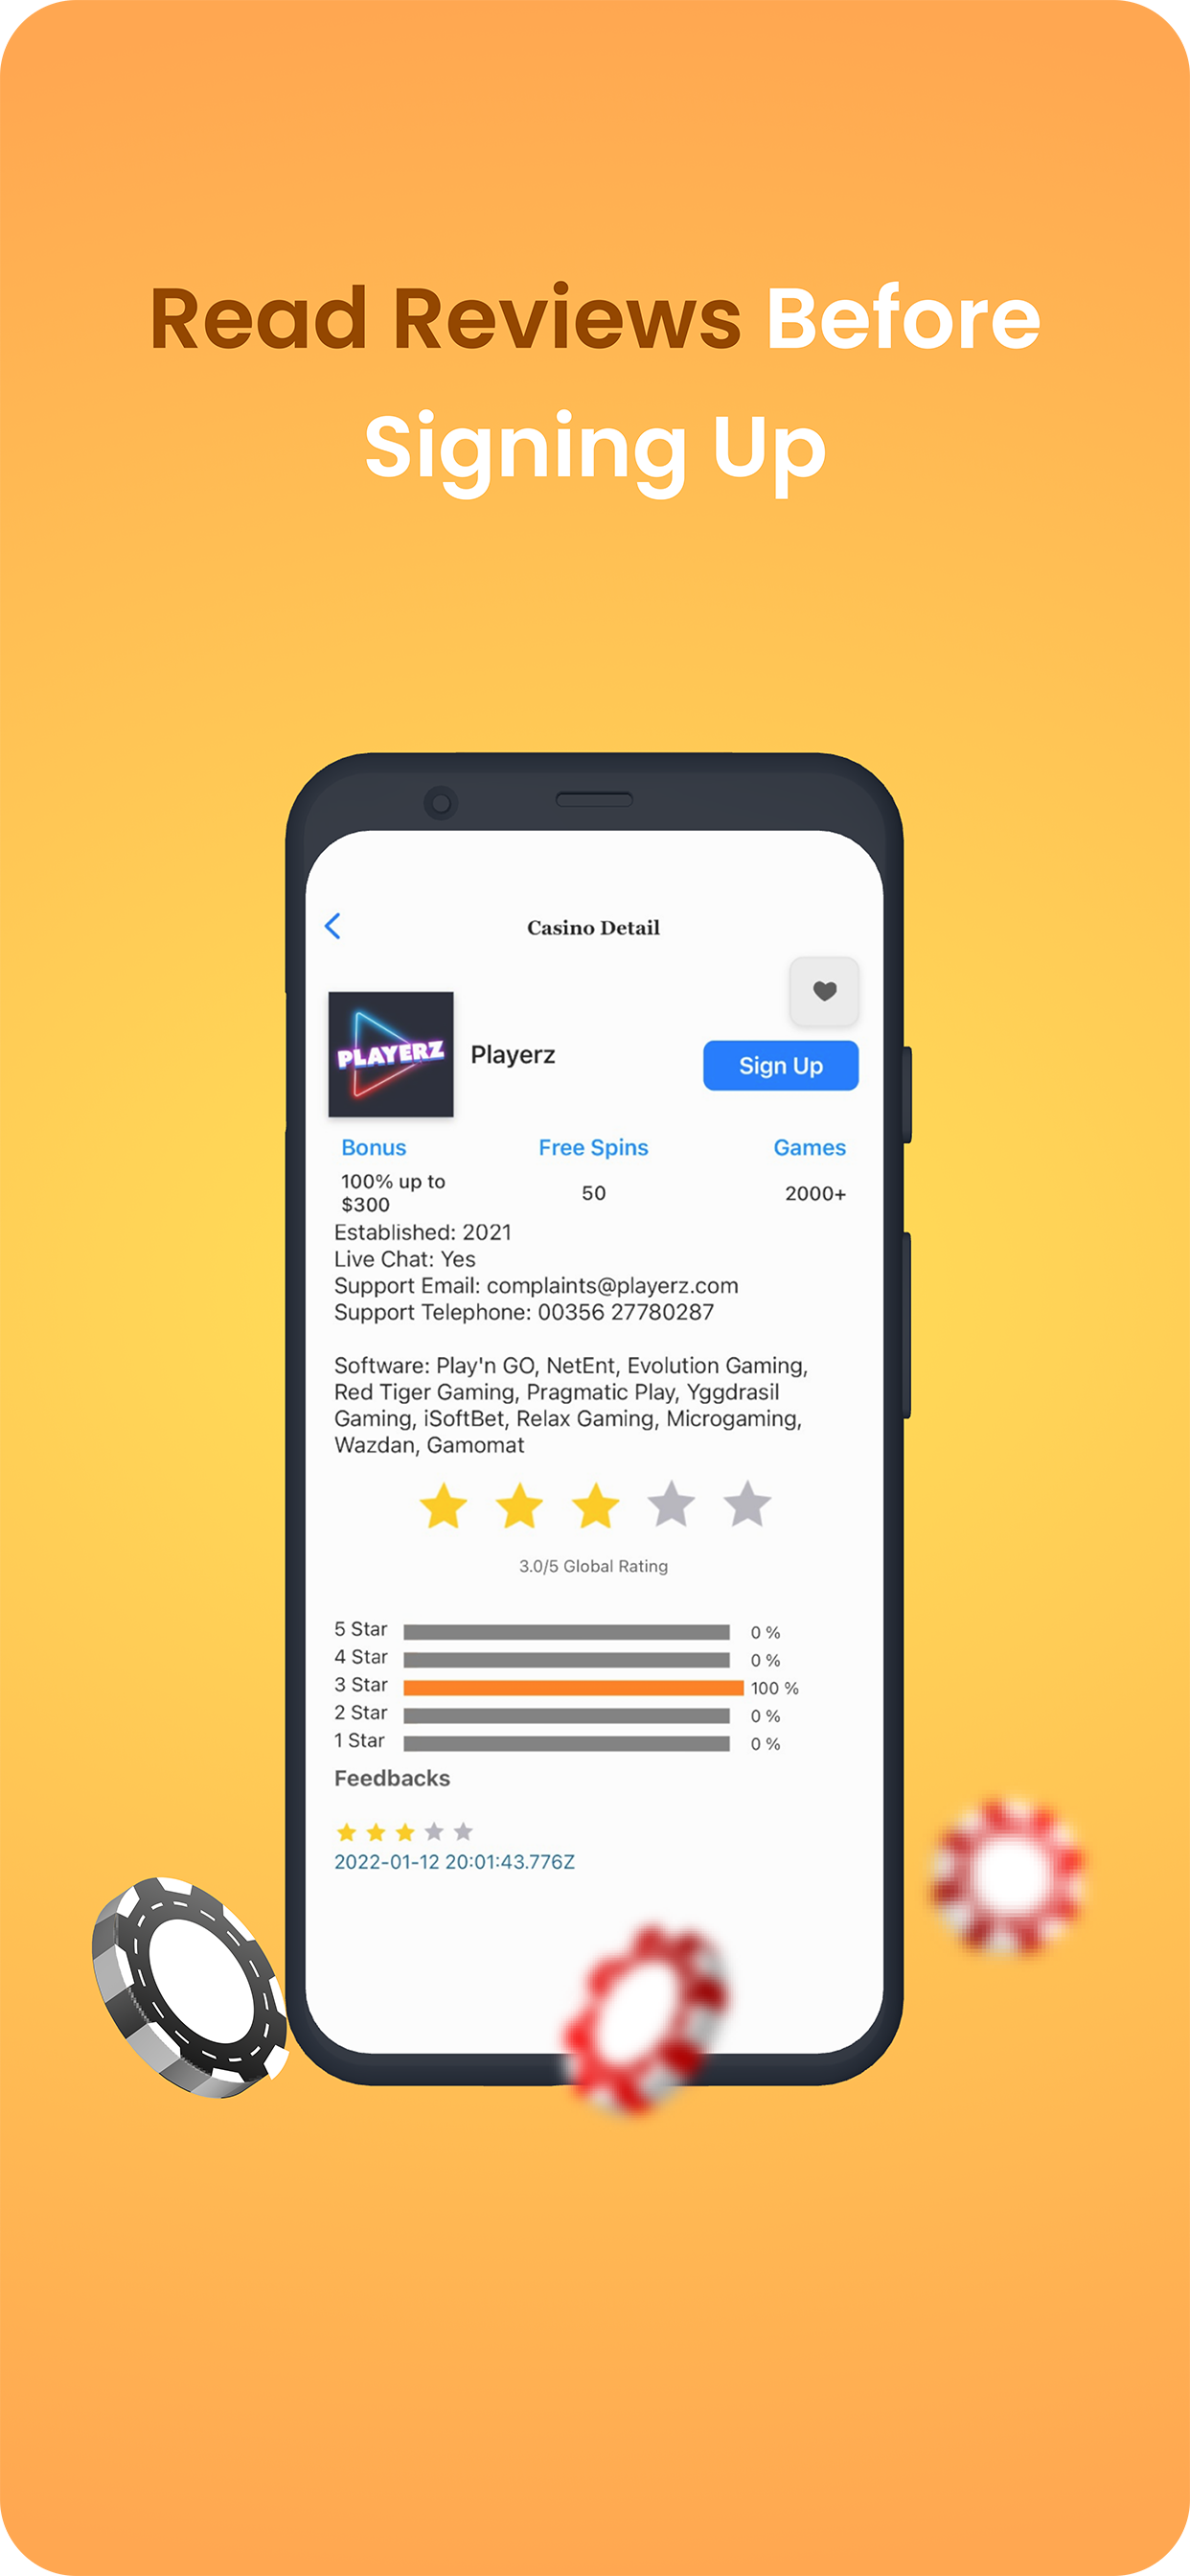 Read Reviews Before
Signing Up
Casino Detail
PLAYERZ
Playerz
Sign Up
Bonus
Free Spins
Games
100% up to
$300
50
2000+
Established: 2021
Live Chat: Yes
Support Email: complaints@playerz.com
Support Telephone: 00356 27780287
Software: Play'n GO, NetEnt, Evolution Gaming,
Red Tiger Gaming, Pragmatic Play, Yggdrasil
Gaming, iSoftBet, Relax Gaming, Microgaming,
Wazdan, Gamomat
3.0/5 Global Rating
5 Star 0 %
4 Star 0 %
3 Star 100 %
2 Star 0 %
1 Star 0 %
Feedbacks
2022-01-12 20:01:43.776Z